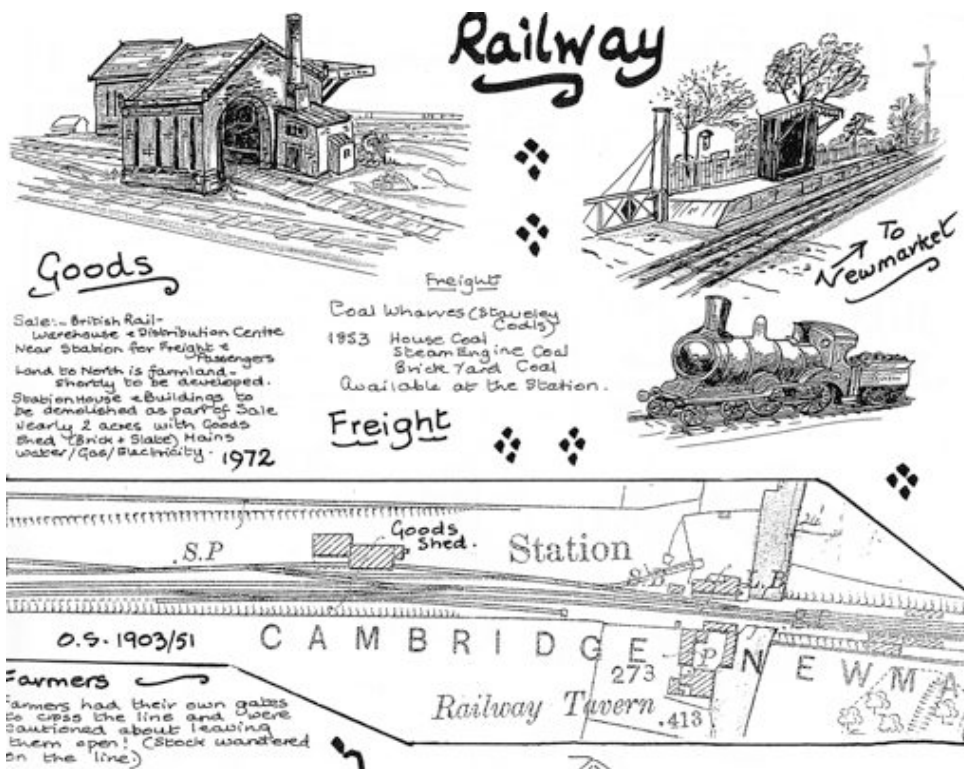 Railway
To
Newmarket
Goods
Sale:- British Rail-
Warehouse & Distribution Centre
Near Station for Freight &
Passengers
Land to North is farmland -
Shortly to be developed.
Station House & Buildings to
be demolished as part of Sale
Nearly 2 acres with Goods
Shed (Brick + Slate) Mains
Water/Gas/Electricity. 1972
Freight
Coal Wharves (Staveley
Coals)
1853 House Coal
Steam Engine Coal
Brick Yard Coal
Available at the Station.
Freight
Goods
Shed.
S.P
Station
O.S. 1903/51
CAMBRIDGE NEWMA
P
273
Railway Tavern
.413
Farmers
Farmers had their own gates
to cross the line and were
cautioned about leaving
them open! (Stock wandered
on the line.)